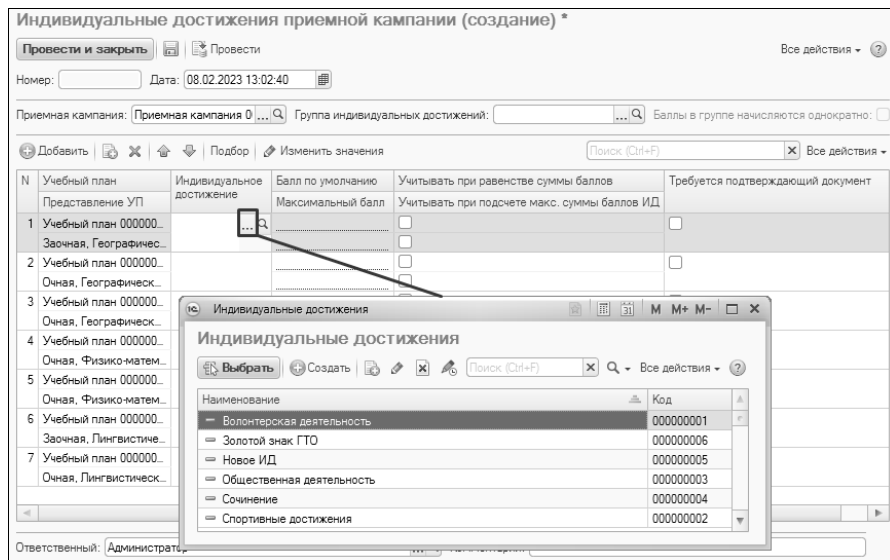 Индивидуальные достижения приемной кампании (создание) *
Провести и закрыть Провести Все действия ?
Номер: Дата: 08.02.2023 13:02:40
Приемная кампания: Приемная кампания 0 ... Группа индивидуальных достижений: ... Баллы в группе начисляются однократно:
Добавить Подбор Изменить значения Поиск (Ctrl+F) Все действия
N Учебный план Индивидуальное достижение Балл по умолчанию Учитывать при равенстве суммы баллов Требуется подтверждающий документ
Представление УП Максимальный балл Учитывать при подсчете макс. суммы баллов ИД
1 Учебный план 000000...
Заочная, Географичес...
2 Учебный план 000000...
Очная, Географическ...
3 Учебный план 000000...
Очная, Географическ...
4 Учебный план 000000...
Очная, Физико-матем...
5 Учебный план 000000...
Очная, Физико-матем...
6 Учебный план 000000...
Заочная, Лингвистиче...
7 Учебный план 000000...
Очная, Лингвистическ...
1С Индивидуальные достижения 31 M M+ M-
Индивидуальные достижения
Выбрать Создать Поиск (Ctrl+F) Все действия ?
Наименование Код
Волонтерская деятельность 000000001
Золотой знак ГТО 000000006
Новое ИД 000000005
Общественная деятельность 000000003
Сочинение 000000004
Спортивные достижения 000000002
Ответственный: Администратор